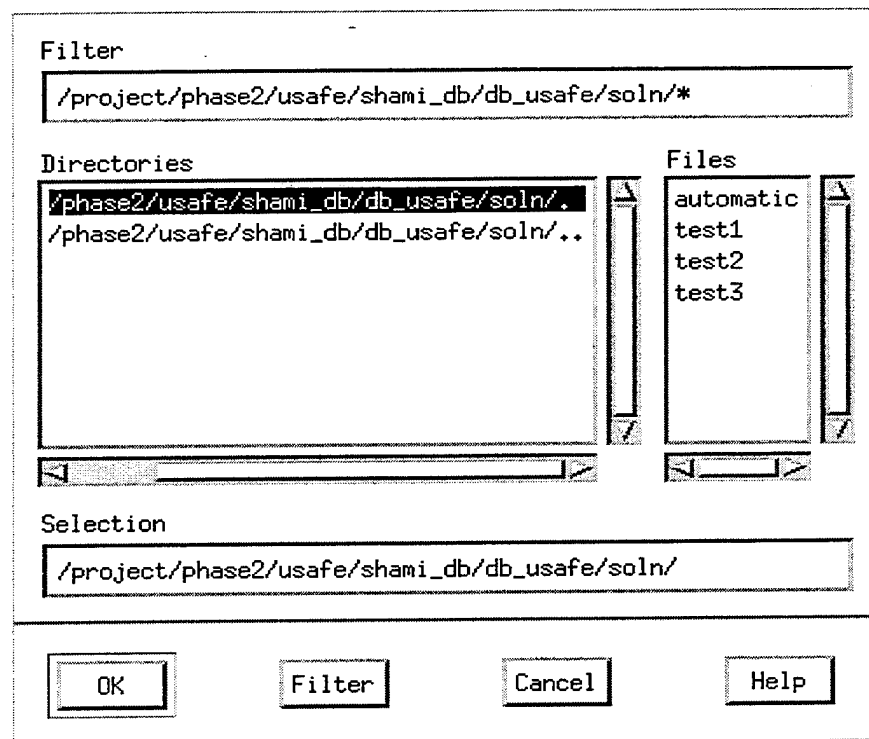 Filter
/project/phase2/usafe/shami_db/db_usafe/soln/*
Directories
/phase2/usafe/shami_db/db_usafe/soln/.
/phase2/usafe/shami_db/db_usafe/soln/..
Files
automatic
test1
test2
test3
Selection
/project/phase2/usafe/shami_db/db_usafe/soln/
OK
Filter
Cancel
Help